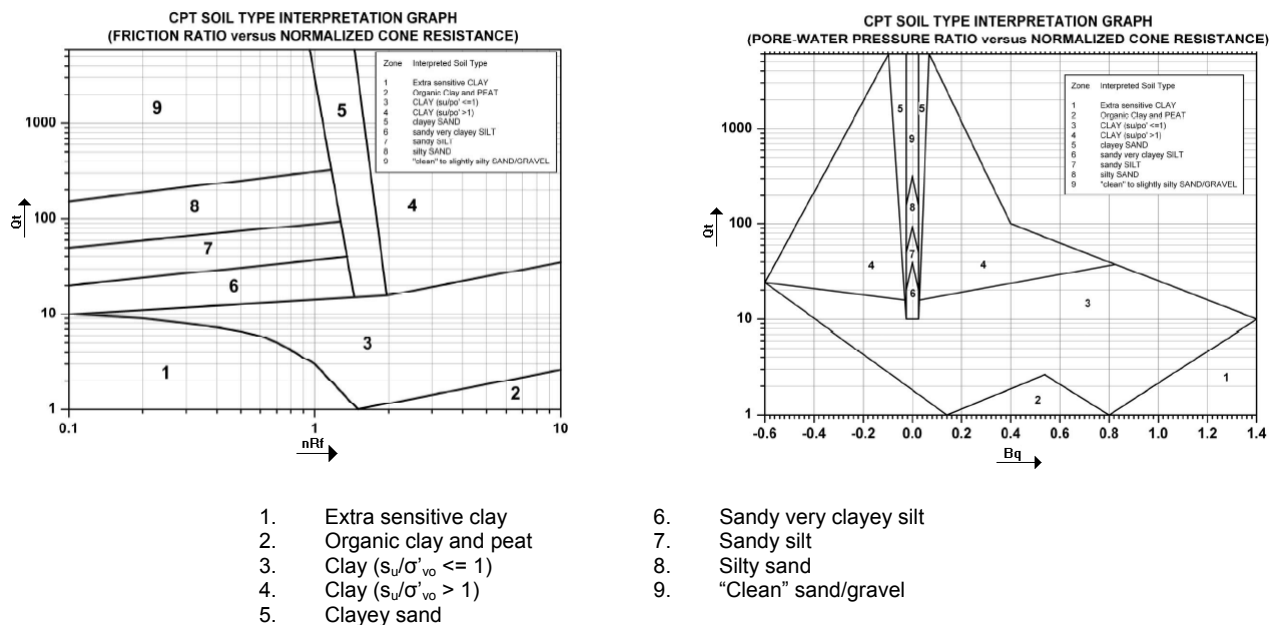 CPT SOIL TYPE INTERPRETATION GRAPH
(FRICTION RATIO versus NORMALIZED CONE RESISTANCE)
Zone Interpreted Soil Type
1 Extra sensitive CLAY
2 Organic Clay and PEAT
3 CLAY (su/po' <=1)
4 CLAY (su/po' >1)
5 clayey SAND
6 sandy very clayey SILT
7 sandy SILT
8 silty SAND
9 "clean" to slightly silty SAND/GRAVEL
9
5
8
4
7
6
3
1
2
1000
100
10
1
Qt
0.1
1
10
nRf
CPT SOIL TYPE INTERPRETATION GRAPH
(PORE-WATER PRESSURE RATIO versus NORMALIZED CONE RESISTANCE)
Zone Interpreted Soil Type
1 Extra sensitive CLAY
2 Organic Clay and PEAT
3 CLAY (su/po' <=1)
4 CLAY (su/po' >1)
5 clayey SAND
6 sandy very clayey SILT
7 sandy SILT
8 silty SAND
9 "clean" to slightly silty SAND/GRAVEL
5
5
9
8
4
7
4
6
3
1
2
1000
100
10
1
Qt
-0.6 -0.4 -0.2 0.0 0.2 0.4 0.6 0.8 1.0 1.2 1.4
Bq
1. Extra sensitive clay
2. Organic clay and peat
3. Clay (su/σ'vo <= 1)
4. Clay (su/σ'vo > 1)
5. Clayey sand
6. Sandy very clayey silt
7. Sandy silt
8. Silty sand
9. “Clean” sand/gravel